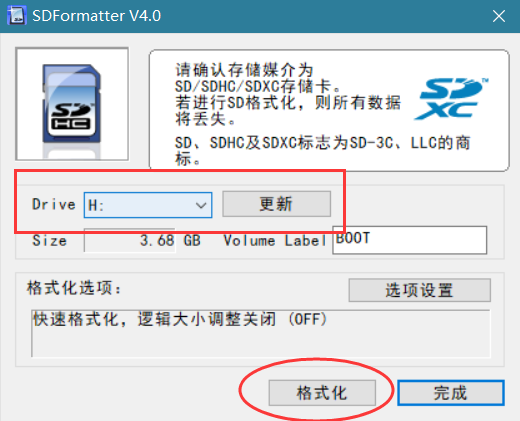 SDFormatter V4.0
请确认存储媒介为
SD/SDHC/SDXC存储卡。
若进行SD格式化，则所有数据
将丢失。
SD、SDHC及SDXC标志为SD-3C、LLC的商
标。
SD
HC
SD
XC
Drive H: 更新
Size 3.68 GB Volume Label BOOT
格式化选项：
选项设置
快速格式化，逻辑大小调整关闭 (OFF)
格式化 完成